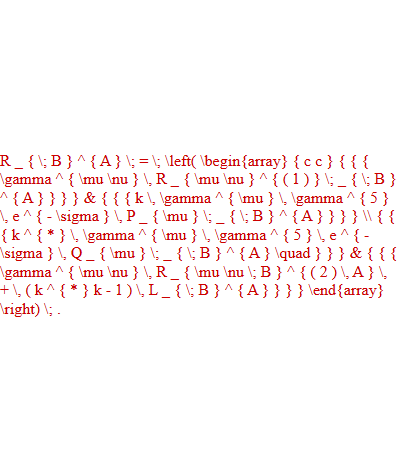 R _ { \; B } ^ { A } \; = \; \left( \begin{array} { c c } { { {
\gamma ^ { \mu \nu } \, R _ { \mu \nu } ^ { ( 1 ) } \; _ { \; B }
^ { A } } } } & { { { k \, \gamma ^ { \mu } \, \gamma ^ { 5 }
\, e ^ { - \sigma } \, P _ { \mu } \; _ { \; B } ^ { A } } } } \\ { {
{ k ^ { * } \, \gamma ^ { \mu } \, \gamma ^ { 5 } \, e ^ { -
\sigma } \, Q _ { \mu } \; _ { \; B } ^ { A } \quad } } } & { { {
\gamma ^ { \mu \nu } \, R _ { \mu \nu \; B } ^ { ( 2 ) \, A } \,
+ \, ( k ^ { * } k - 1 ) \, L _ { \; B } ^ { A } } } } \end{array}
\right) \; .